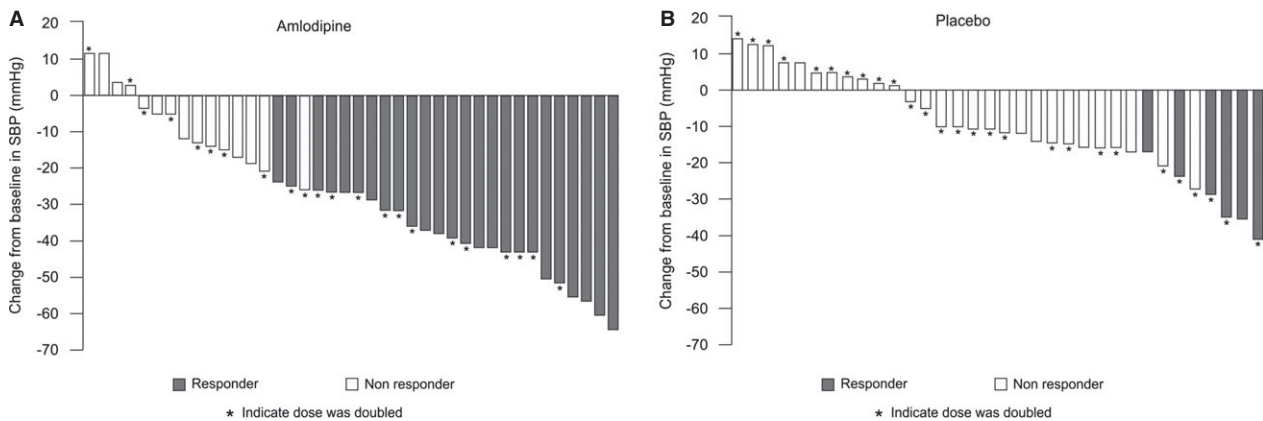 A
Amlodipine
Change from baseline in SBP (mmHg)
20
10
0
-10
-20
-30
-40
-50
-60
-70
* * * * * * * * * * * * * * * * * * * * *
Responder
Non responder
* Indicate dose was doubled
B
Placebo
Change from baseline in SBP (mmHg)
20
10
0
-10
-20
-30
-40
-50
-60
-70
Responder
Non responder
* Indicate dose was doubled